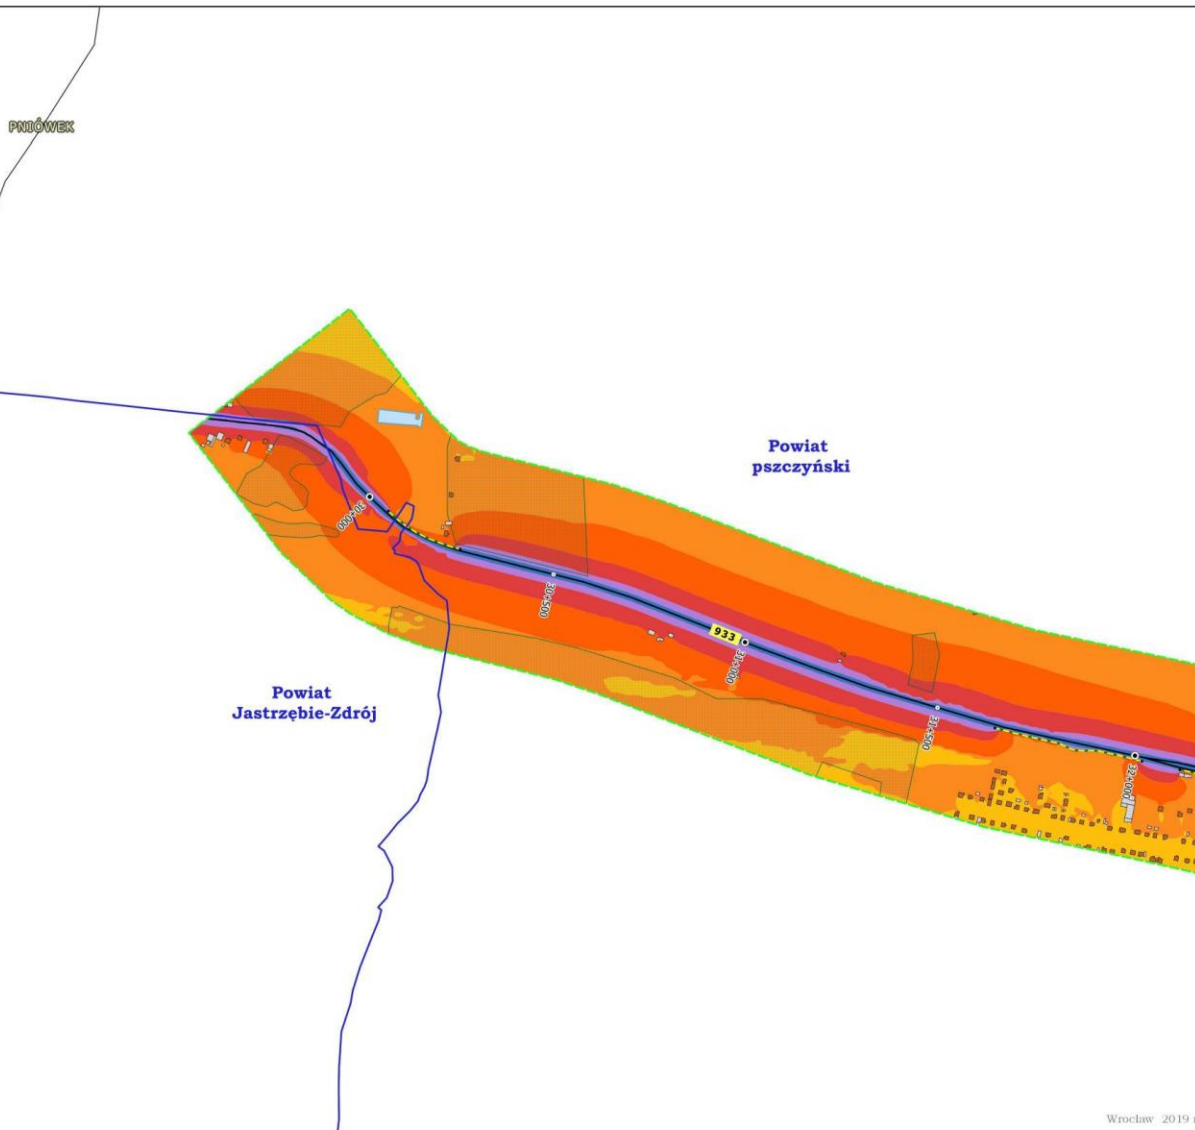 PNIÓWEK
Powiat
pszczyński
30+000
30+500
933
31+000
31+500
32+000
Powiat
Jastrzębie-Zdrój
Wrocław 2019 r